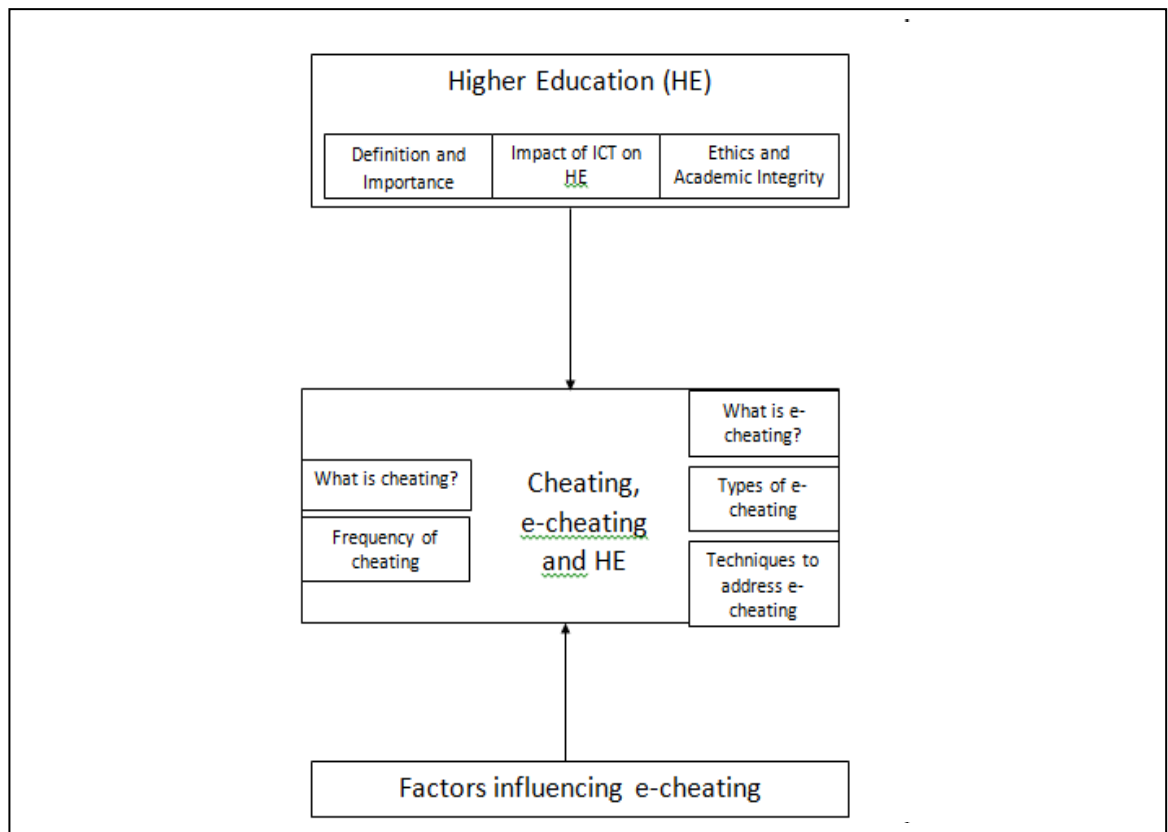 Higher Education (HE)
Definition and
Importance
Impact of ICT on
HE
Ethics and
Academic Integrity
What is cheating?
Frequency of
cheating
Cheating,
e-cheating
and HE
What is e-
cheating?
Types of e-
cheating
Techniques to
address e-
cheating
Factors influencing e-cheating